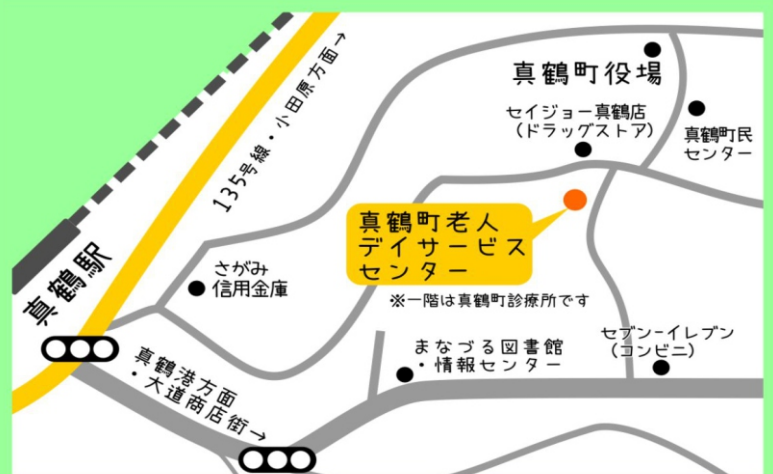 135号線・小田原方面→
真鶴町役場
セイジョー真鶴店
（ドラッグストア）
真鶴町民
センター
真鶴町老人
デイサービス
センター
※一階は真鶴町診療所です
真鶴駅
さがみ
信用金庫
真鶴港方面
・大道商店街→
まなづる図書館
・情報センター
セブン-イレブン
（コンビニ）